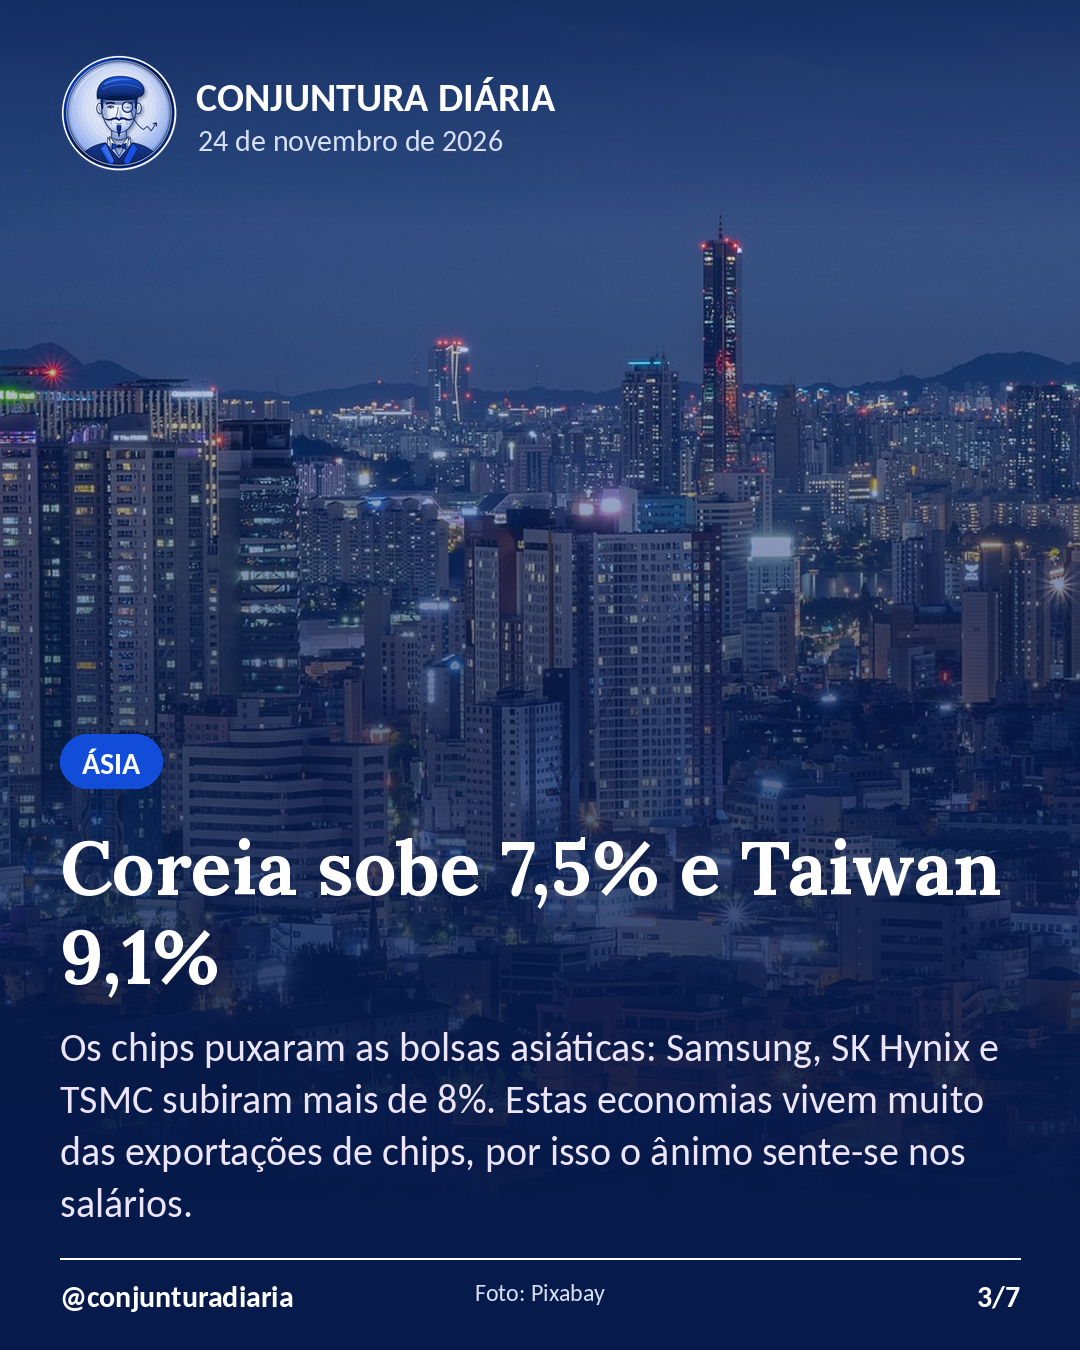 CONJUNTURA DIÁRIA
24 de novembro de 2026
ÁSIA
Coreia sobe 7,5% e Taiwan
9,1%
Os chips puxaram as bolsas asiáticas: Samsung, SK Hynix e
TSMC subiram mais de 8%. Estas economias vivem muito
das exportações de chips, por isso o ânimo sente-se nos
salários.
@conjunturadiaria
Foto: Pixabay
3/7